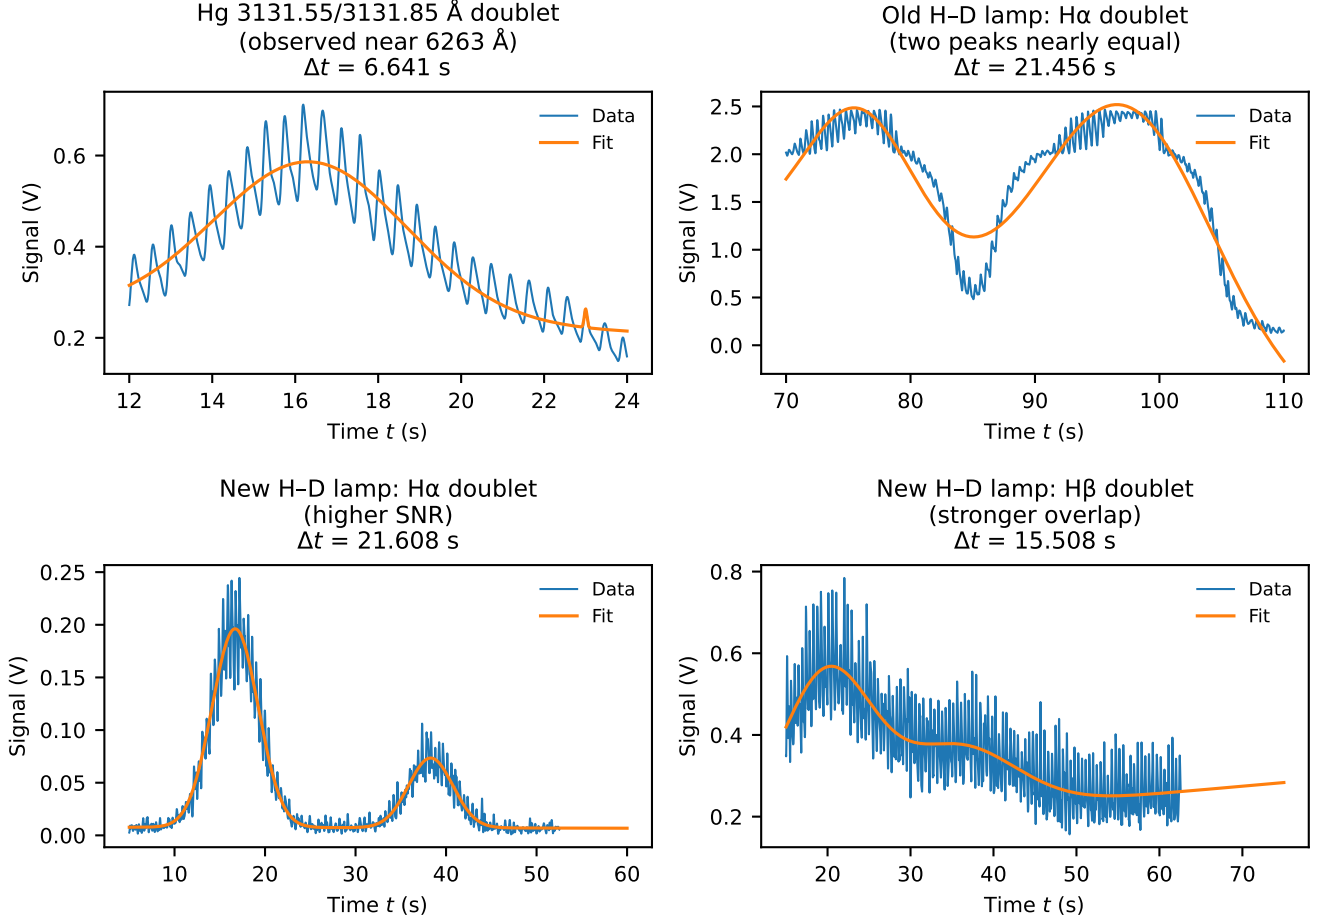 Hg 3131.55/3131.85 Å doublet
(observed near 6263 Å)
Δt = 6.641 s
Signal (V)
0.6
0.4
0.2
Data
Fit
12 14 16 18 20 22 24
Time t (s)
Old H–D lamp: Hα doublet
(two peaks nearly equal)
Δt = 21.456 s
Signal (V)
2.5
2.0
1.5
1.0
0.5
0.0
Data
Fit
70 80 90 100 110
Time t (s)
New H–D lamp: Hα doublet
(higher SNR)
Δt = 21.608 s
Signal (V)
0.25
0.20
0.15
0.10
0.05
0.00
Data
Fit
10 20 30 40 50 60
Time t (s)
New H–D lamp: Hβ doublet
(stronger overlap)
Δt = 15.508 s
Signal (V)
0.8
0.6
0.4
0.2
Data
Fit
20 30 40 50 60 70
Time t (s)